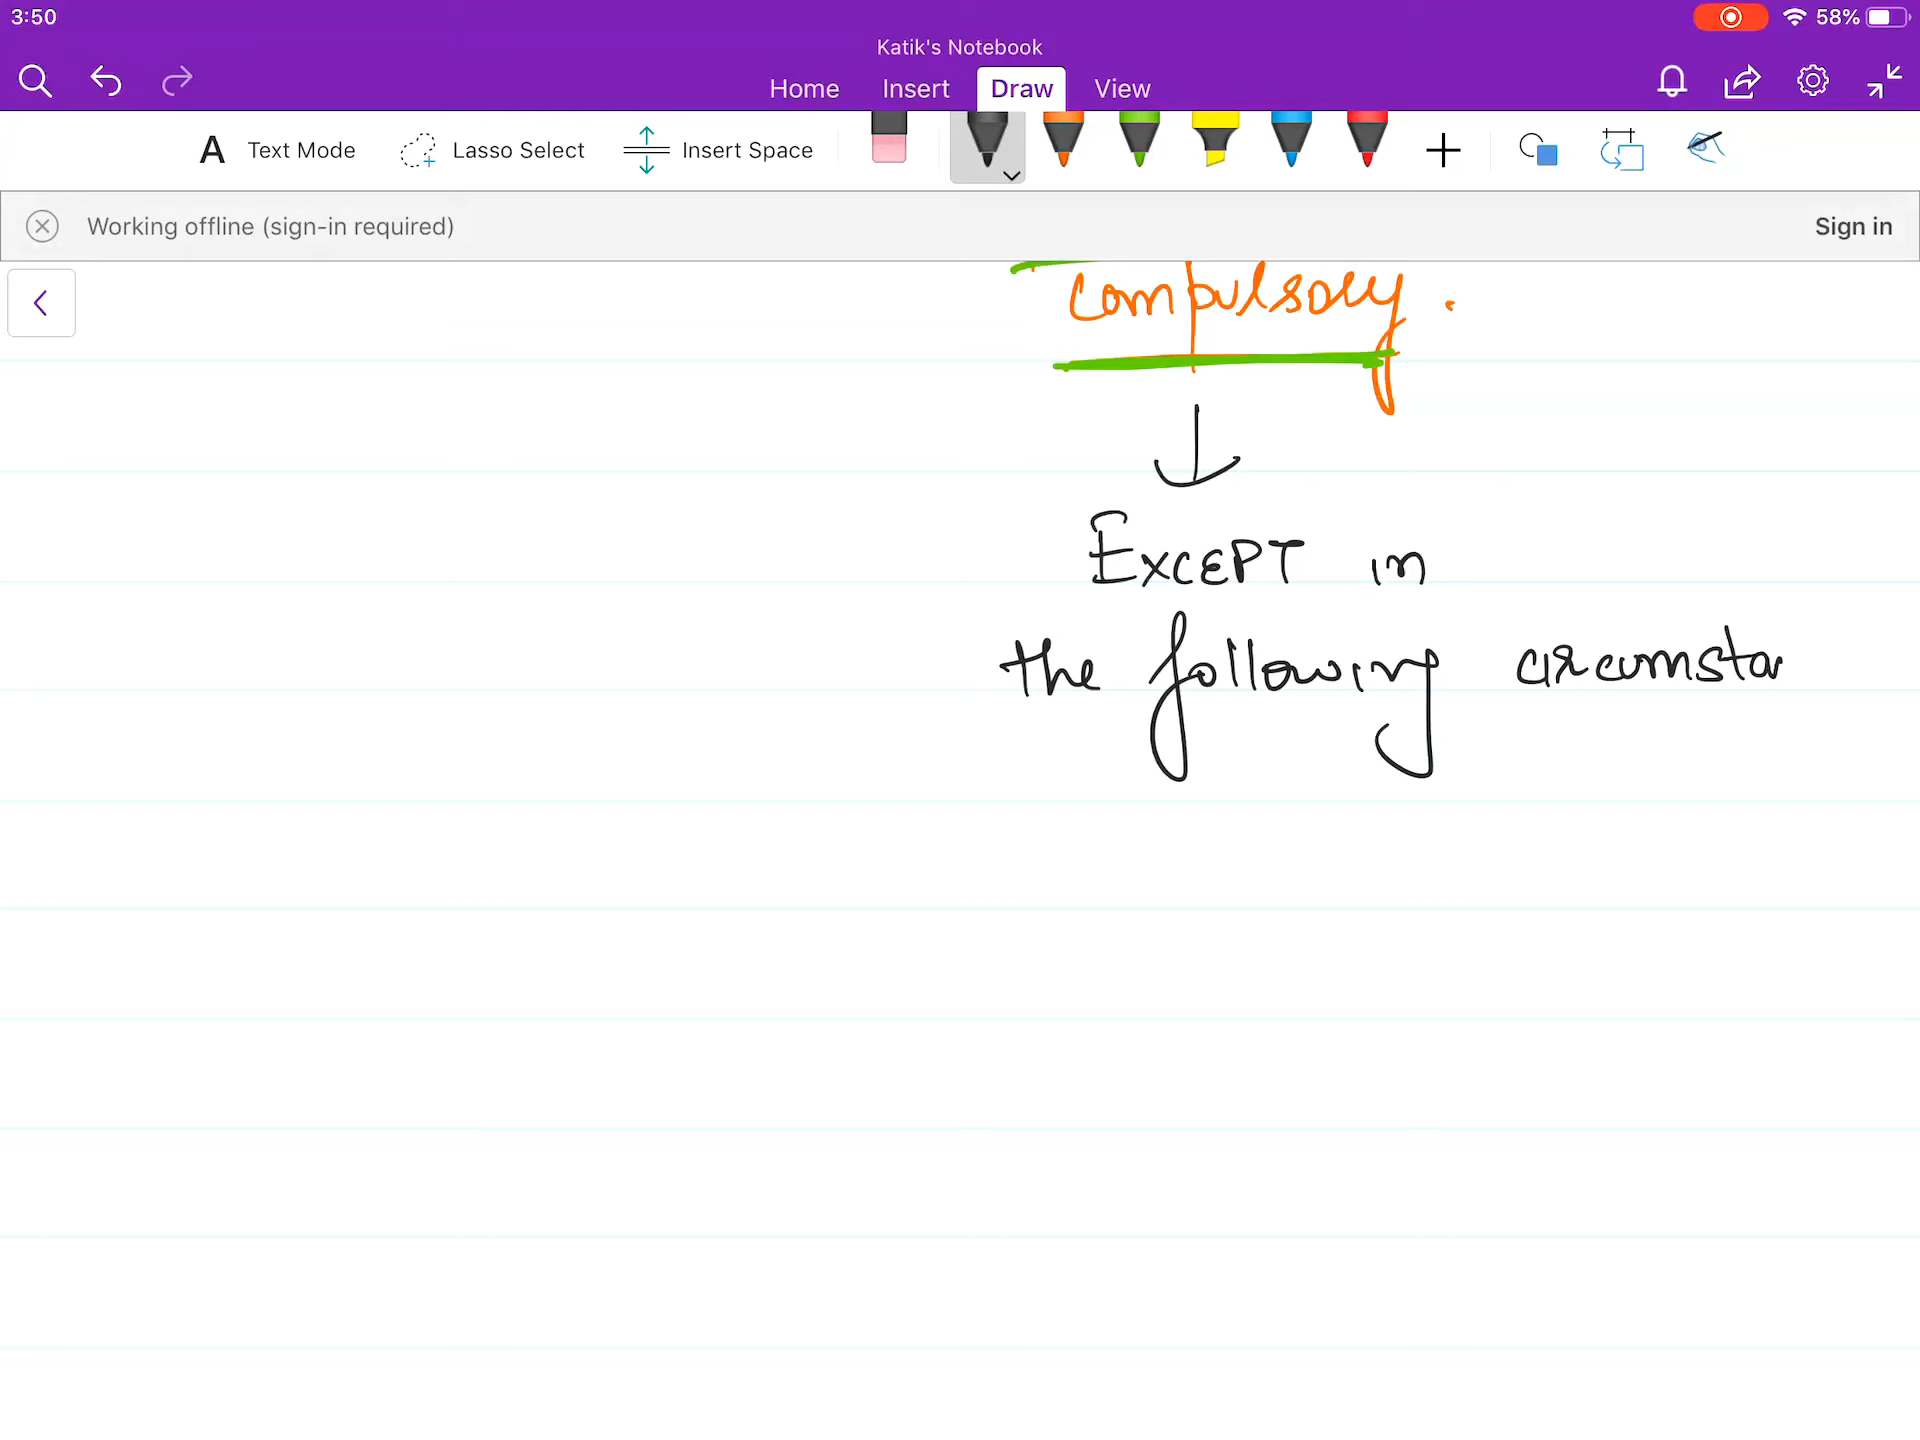 3:50
58%
Katik's Notebook
Home Insert Draw View
A Text Mode Lasso Select Insert Space
Working offline (sign-in required) Sign in
compulsory.
EXCEPT in
the following circumsta